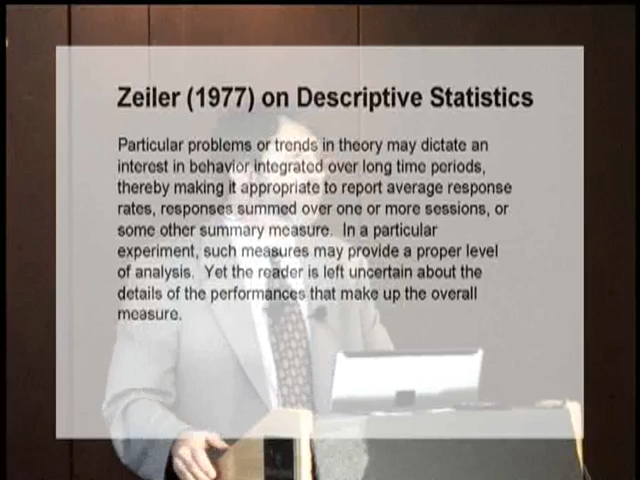 Zeiler (1977) on Descriptive Statistics
Particular problems or trends in theory may dictate an
interest in behavior integrated over long time periods,
thereby making it appropriate to report average response
rates, responses summed over one or more sessions, or
some other summary measure. In a particular
experiment, such measures may provide a proper level
of analysis. Yet the reader is left uncertain about the
details of the performances that make up the overall
measure.